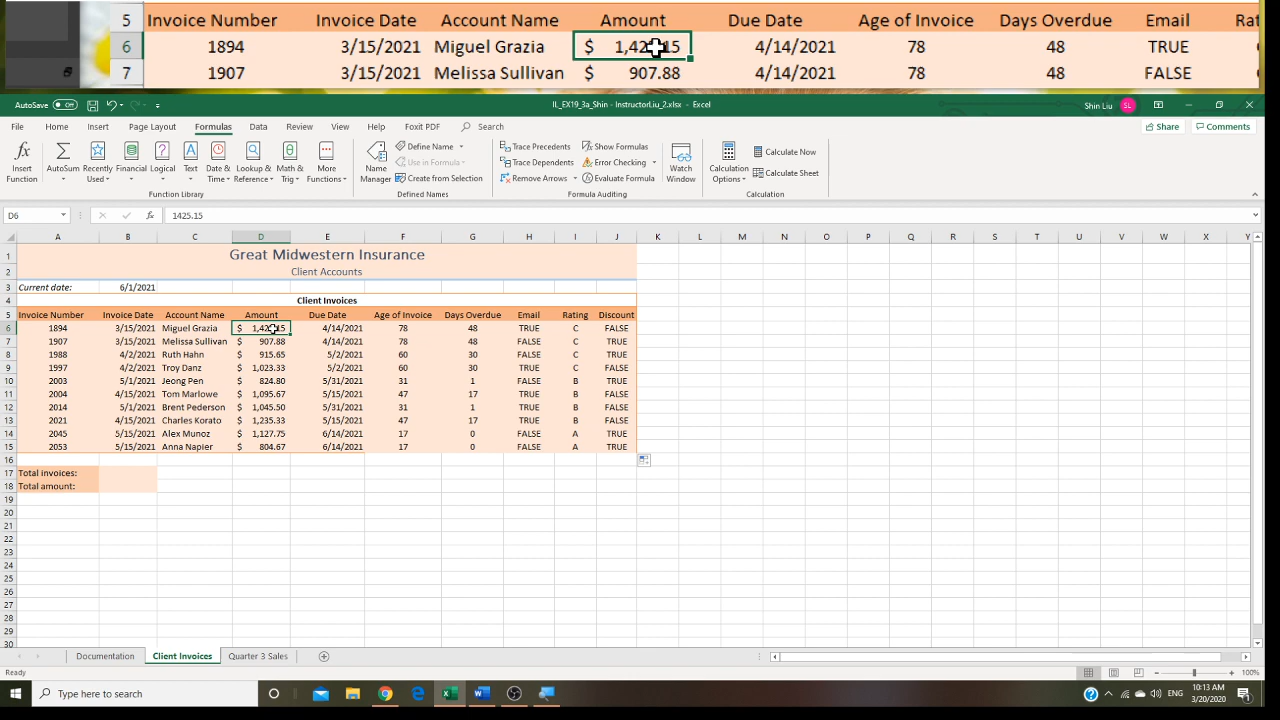 5 Invoice Number Invoice Date Account Name Amount Due Date Age of Invoice Days Overdue Email
6 1894 3/15/2021 Miguel Grazia $ 4/14/2021 78 48 TRUE
7 1907 3/15/2021 Melissa Sullivan $ 907.88 4/14/2021 78 48 FALSE
AutoSave Off IL_EX19_3a_Shin - InstructorLiu_2.xlsx - Excel Shin Liu SL
File Home Insert Page Layout Formulas Data Review View Help Foxit PDF Search Share Comments
fx Insert Function
AutoSum
Recently Used
Financial
Logical
Text
Date & Time
Lookup & Reference
Math & Trig
More Functions
Function Library
Name Manager
Define Name
Use in Formula
Create from Selection
Defined Names
Trace Precedents
Trace Dependents
Remove Arrows
Show Formulas
Error Checking
Evaluate Formula
Formula Auditing
Watch Window
Calculation Options
Calculate Now
Calculate Sheet
Calculation
D6 fx 1425.15
A B C D E F G H I J K L M N O P Q R S T U V W X Y
1 Great Midwestern Insurance
2 Client Accounts
3 Current date: 6/1/2021
4 Client Invoices
5 Invoice Number Invoice Date Account Name Amount Due Date Age of Invoice Days Overdue Email Rating Discount
6 1894 3/15/2021 Miguel Grazia $ 4/14/2021 78 48 TRUE C FALSE
7 1907 3/15/2021 Melissa Sullivan $ 907.88 4/14/2021 78 48 FALSE C TRUE
8 1988 4/2/2021 Ruth Hahn $ 915.65 5/2/2021 60 30 TRUE C TRUE
9 1997 4/2/2021 Troy Danz $ 1,023.33 5/2/2021 60 30 TRUE C FALSE
10 2003 5/1/2021 Jeong Pen $ 824.80 5/31/2021 31 1 FALSE B TRUE
11 2004 4/15/2021 Tom Marlowe $ 1,095.67 5/15/2021 47 17 TRUE B FALSE
12 2014 5/1/2021 Brent Pederson $ 1,045.50 5/31/2021 31 1 TRUE B FALSE
13 2021 4/15/2021 Charles Korato $ 1,235.33 5/15/2021 47 17 TRUE B FALSE
14 2045 5/15/2021 Alex Munoz $ 1,127.75 6/14/2021 17 0 FALSE A TRUE
15 2053 5/15/2021 Anna Napier $ 804.67 6/14/2021 17 0 FALSE A TRUE
16
17 Total invoices:
18 Total amount:
19
20
21
22
23
24
25
26
27
28
29
30
Documentation Client Invoices Quarter 3 Sales
Ready 100%
Type here to search ENG 10:13 AM
3/20/2020